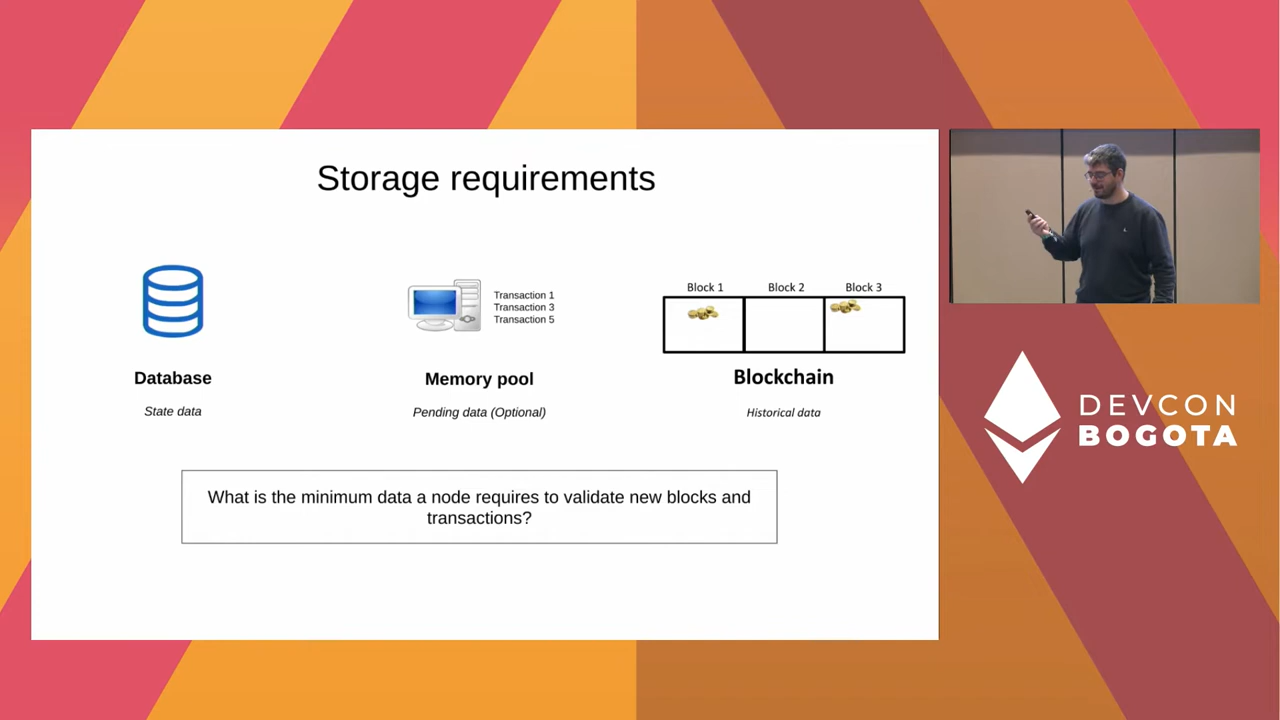 Storage requirements
Transaction 1
Transaction 3
Transaction 5
Block 1
Block 2
Block 3
Database
Memory pool
Blockchain
State data
Pending data (Optional)
Historical data
What is the minimum data a node requires to validate new blocks and
transactions?
DEVCON
BOGOTA